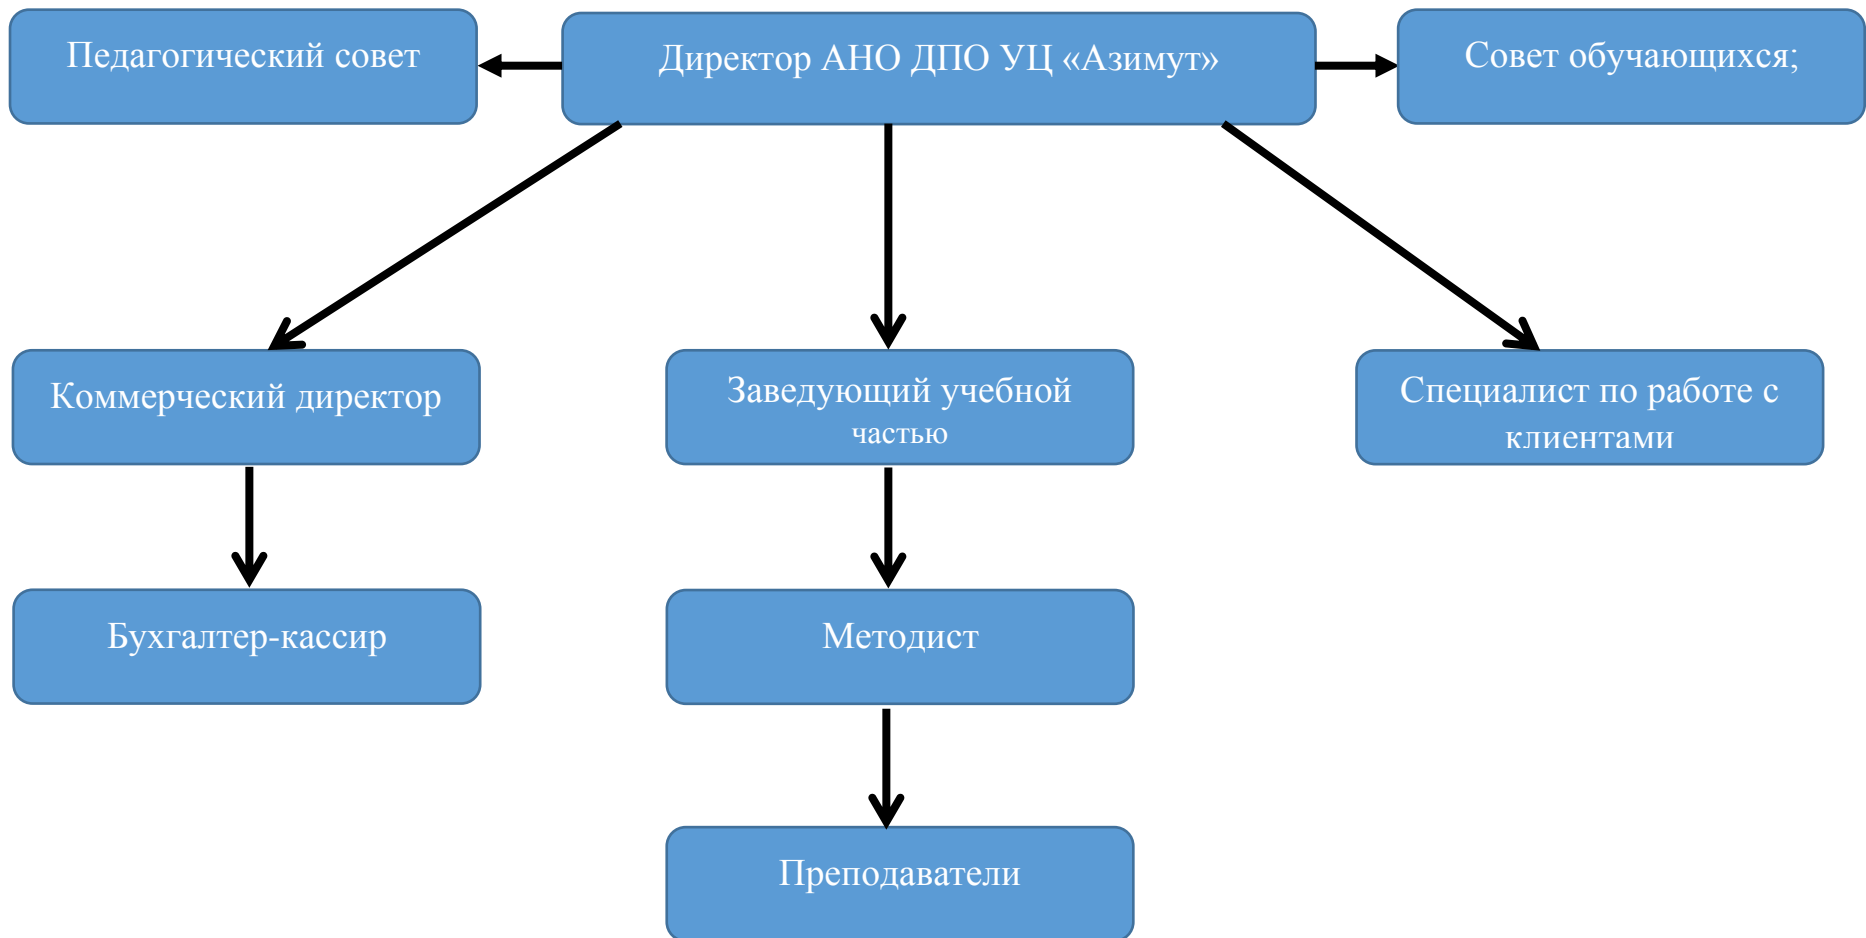 Педагогический совет
Директор АНО ДПО УЦ «Азимут»
Совет обучающихся;
Коммерческий директор
Заведующий учебной
частью
Специалист по работе с
клиентами
Бухгалтер-кассир
Методист
Преподаватели